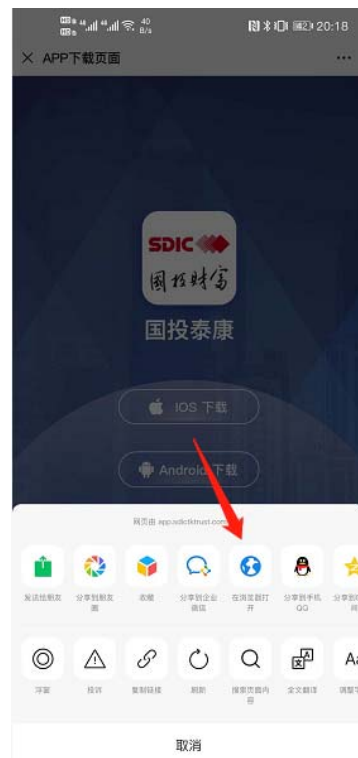 40
B/s
20:18
APP下载页面
SDIC
国投财富
国投泰康
IOS 下载
Android 下载
网页由 app.sdictktrust.com
发送给朋友
分享到朋友
圈
收藏
分享到企业
微信
在浏览器打
开
分享到手机
QQ
浮窗
投诉
复制链接
刷新
搜索页面内
容
全文翻译
取消